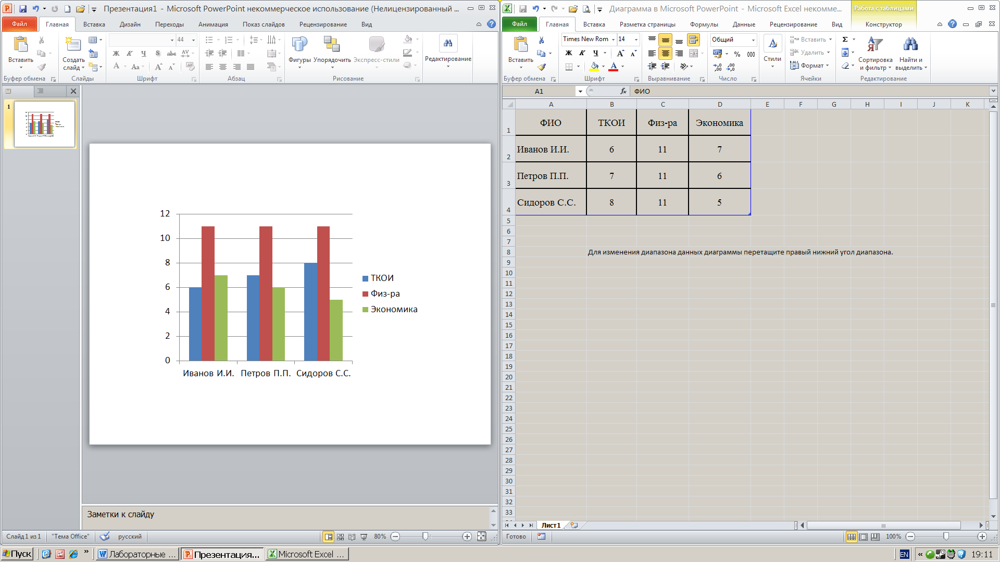 Презентация1 - Microsoft PowerPoint некоммерческое использование (Нелицензированный ...
Файл Главная Вставка Дизайн Переходы Анимация Показ слайдов Рецензирование Вид
44
Вставить
Создать слайд
Ж К Ч S abc AV
A Aa A A
Фигуры Упорядочить Экспресс-стили
Редактирование
Буфер обмена Слайды Шрифт Абзац Рисование
1
12
10
8
6
4
2
0
Иванов И.И. Петров П.П. Сидоров С.С.
ТКОИ
Физ-ра
Экономика
Заметки к слайду
Слайд 1 из 1 "Тема Office" русский 80%
Диаграмма в Microsoft PowerPoint - Microsoft Excel некомме...
Работа с таблицами
Файл Главная Вставка Разметка страницы Формулы Данные Рецензирование Вид Конструктор
Вставить
Times New Rom 14
Ж К Ч A A
Общий
% 000
Стили
Вставить
Удалить
Формат
Σ
Сортировка и фильтр
Найти и выделить
Буфер обмена Шрифт Выравнивание Число Ячейки Редактирование
A1 fx ФИО
A B C D E F G H I J K
1 ФИО ТКОИ Физ-ра Экономика
2 Иванов И.И. 6 11 7
3 Петров П.П. 7 11 6
4 Сидоров С.С. 8 11 5
5
6
7
8 Для изменения диапазона данных диаграммы перетащите правый нижний угол диапазона.
9
10
11
12
13
14
15
16
17
18
19
20
21
22
23
24
25
26
27
28
29
30
31
32
33
Лист1
Готово 100%
Пуск » Лабораторные ... Презентация... Microsoft Excel ... EN « 19:11